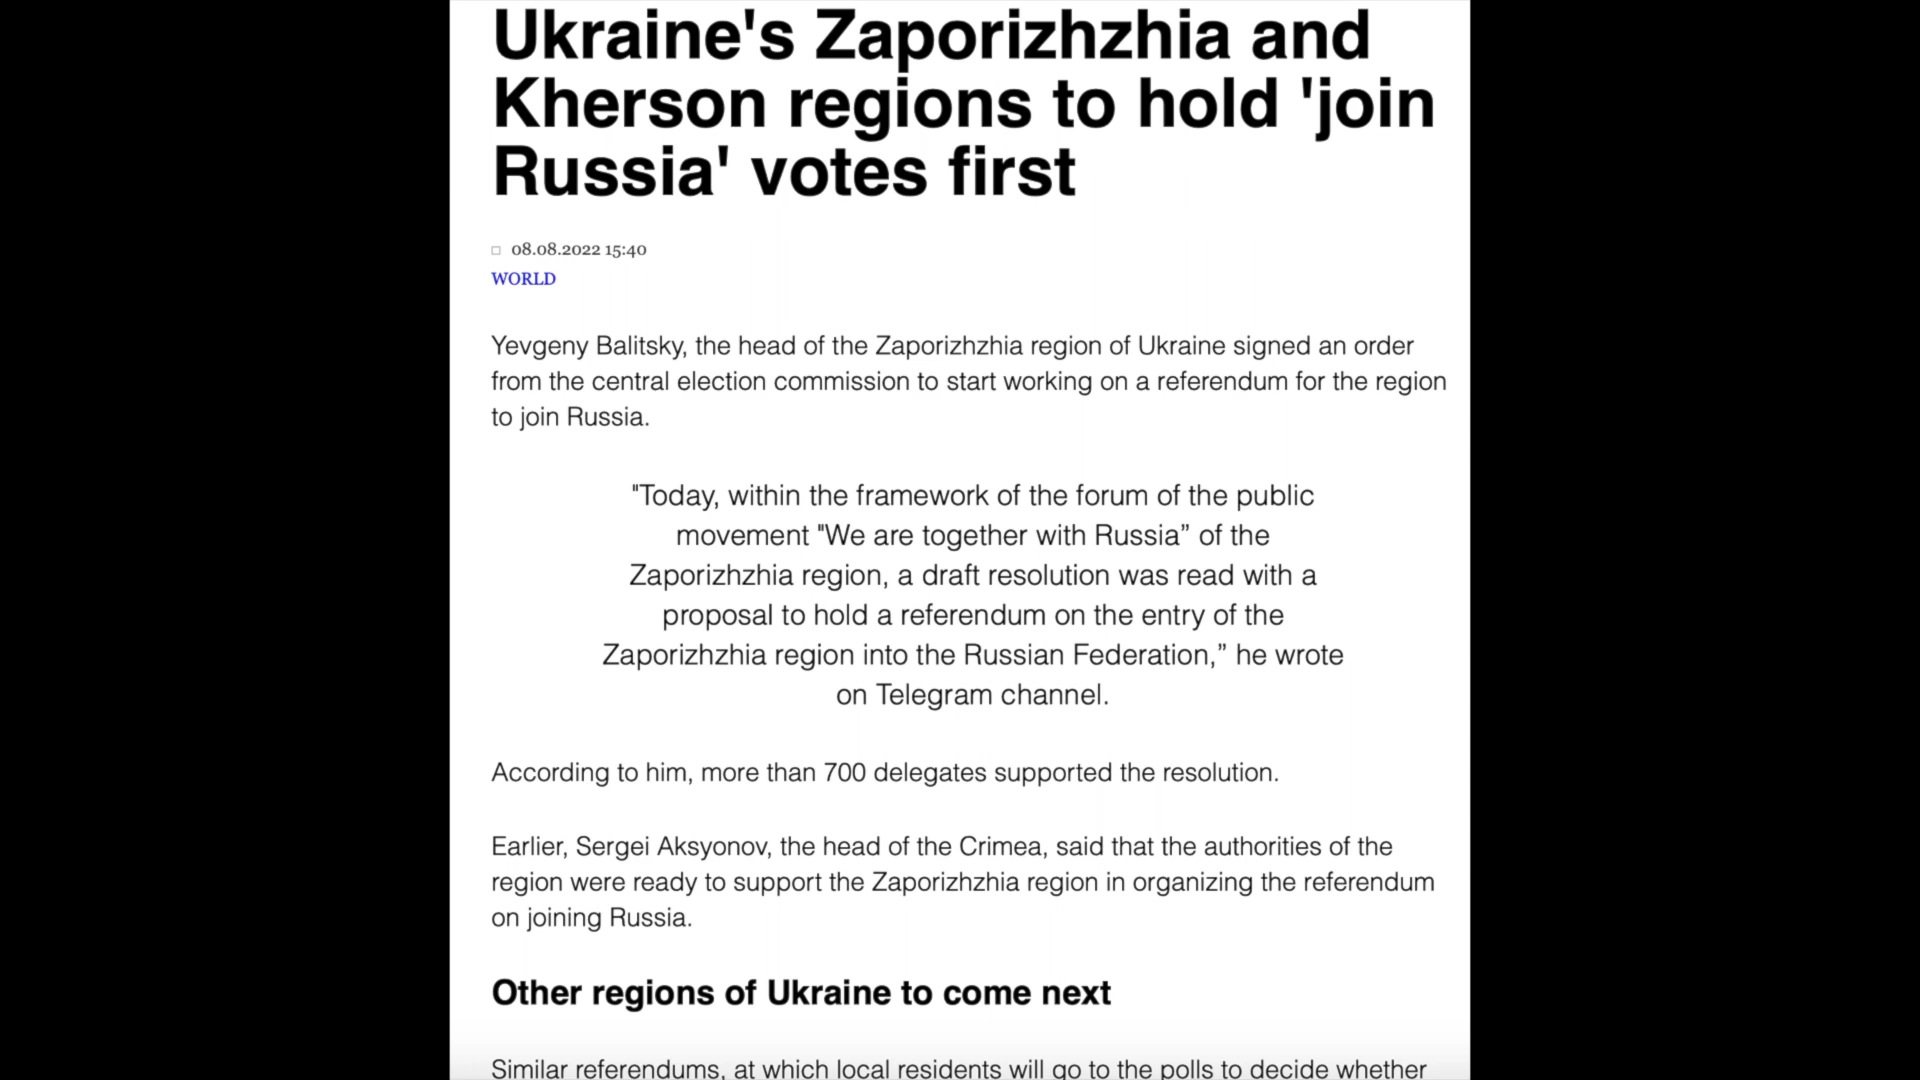 Ukraine's Zaporizhzhia and
Kherson regions to hold 'join
Russia' votes first
08.08.2022 15:40
WORLD
Yevgeny Balitsky, the head of the Zaporizhzhia region of Ukraine signed an order
from the central election commission to start working on a referendum for the region
to join Russia.
"Today, within the framework of the forum of the public
movement "We are together with Russia” of the
Zaporizhzhia region, a draft resolution was read with a
proposal to hold a referendum on the entry of the
Zaporizhzhia region into the Russian Federation,” he wrote
on Telegram channel.
According to him, more than 700 delegates supported the resolution.
Earlier, Sergei Aksyonov, the head of the Crimea, said that the authorities of the
region were ready to support the Zaporizhzhia region in organizing the referendum
on joining Russia.
Other regions of Ukraine to come next
Similar referendums, at which local residents will go to the polls to decide whether